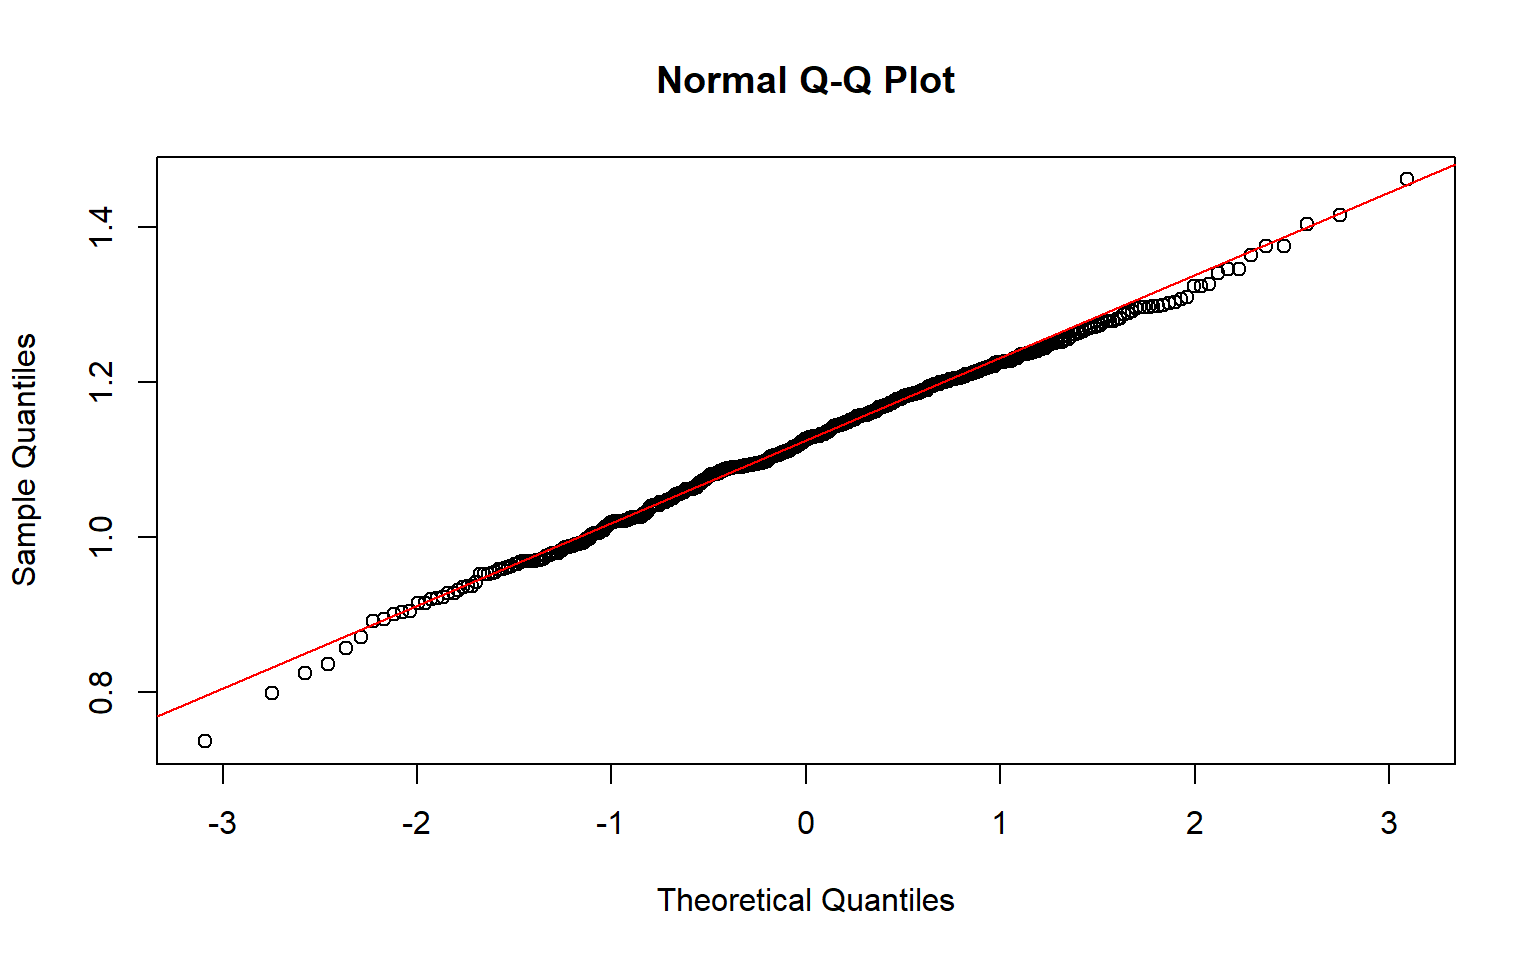 Normal Q-Q Plot
Sample Quantiles
1.4
1.2
1.0
0.8
-3 -2 -1 0 1 2 3
Theoretical Quantiles